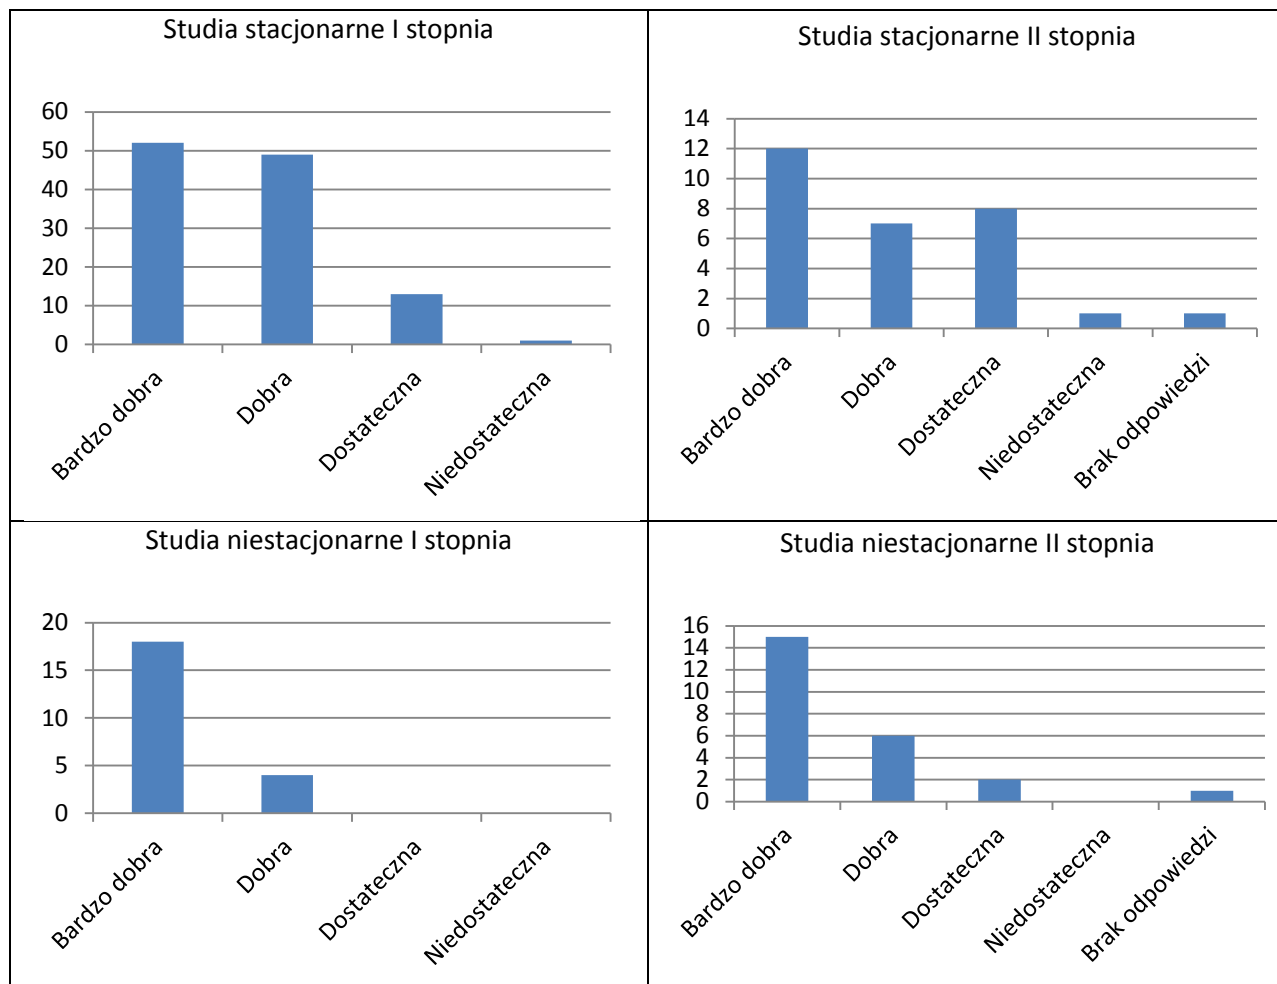 Studia stacjonarne I stopnia
60
50
40
30
20
10
0
Bardzo dobra
Dobra
Dostateczna
Niedostateczna
Studia stacjonarne II stopnia
14
12
10
8
6
4
2
0
Bardzo dobra
Dobra
Dostateczna
Niedostateczna
Brak odpowiedzi
Studia niestacjonarne I stopnia
20
15
10
5
0
Bardzo dobra
Dobra
Dostateczna
Niedostateczna
Studia niestacjonarne II stopnia
16
14
12
10
8
6
4
2
0
Bardzo dobra
Dobra
Dostateczna
Niedostateczna
Brak odpowiedzi